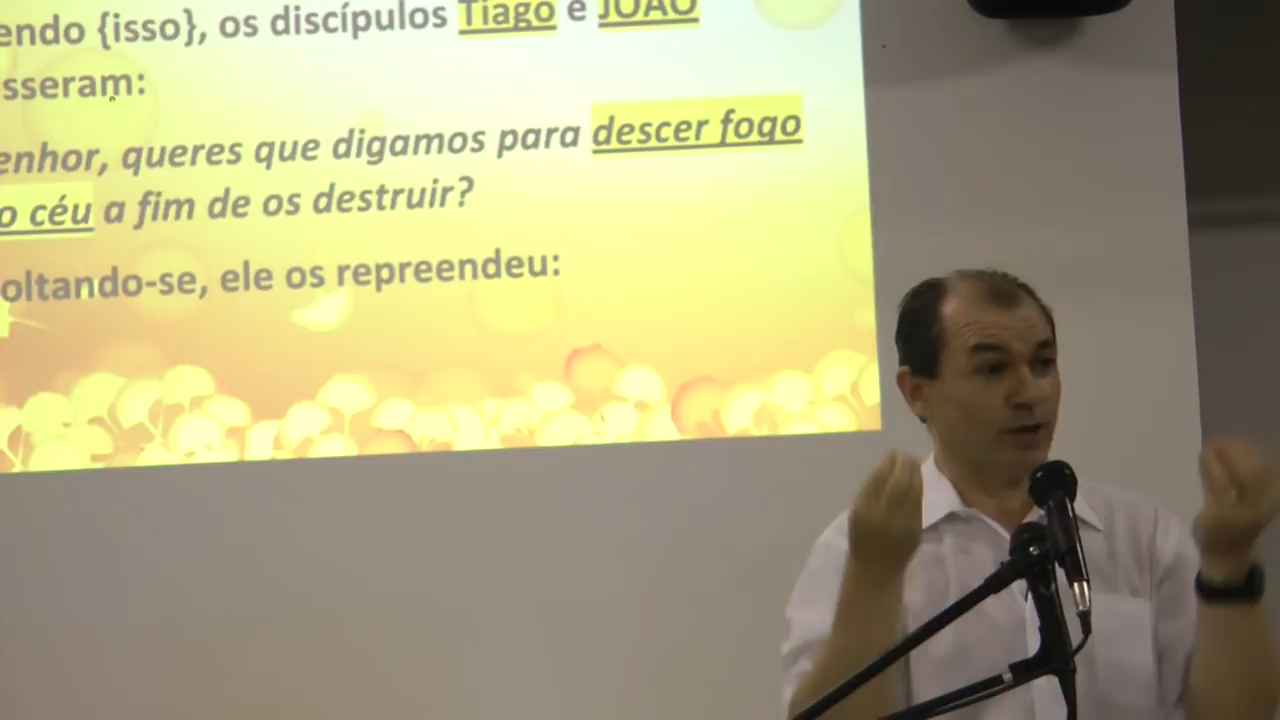 endo {isso}, os discípulos Tiago e JOÃO
sseram:
enhor, queres que digamos para descer fogo
o céu a fim de os destruir?
oltando-se, ele os repreendeu: